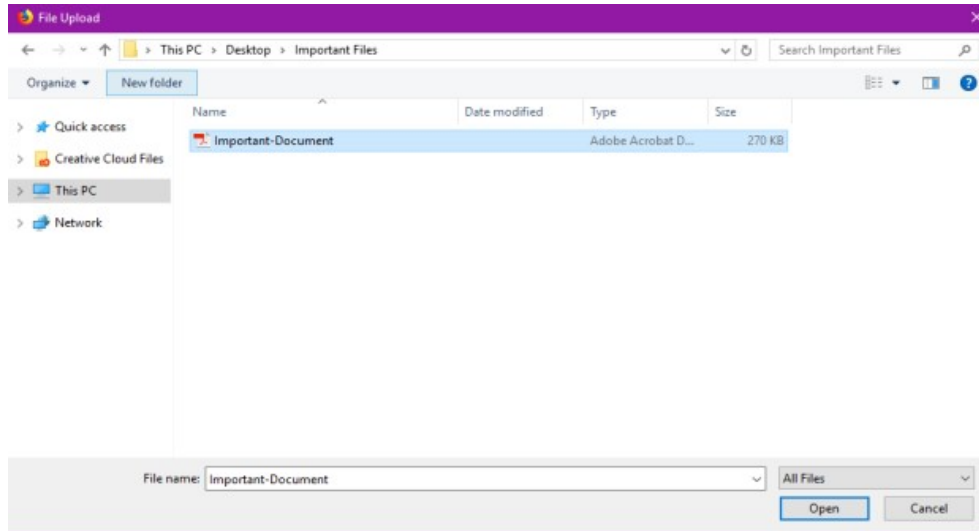 File Upload
This PC > Desktop > Important Files
Search Important Files
Organize
New folder
Name Date modified Type Size
Quick access
Important-Document Adobe Acrobat D... 270 KB
Creative Cloud Files
This PC
Network
File name: Important-Document
All Files
Open Cancel